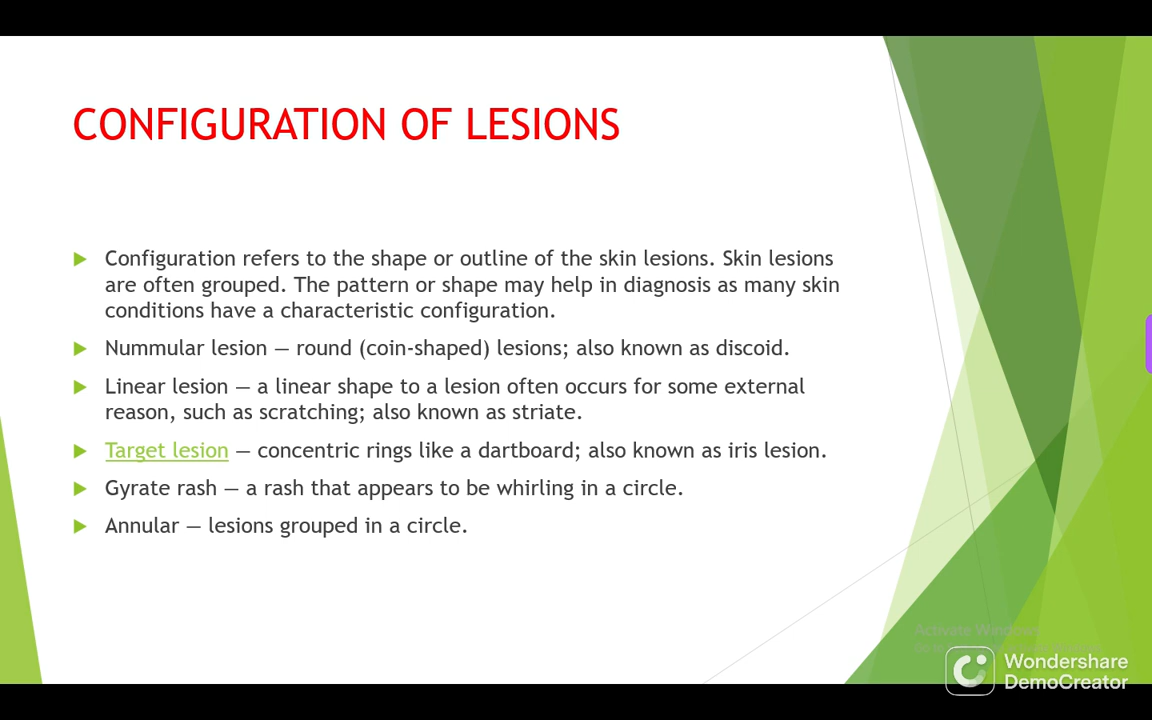 CONFIGURATION OF LESIONS
Configuration refers to the shape or outline of the skin lesions. Skin lesions
are often grouped. The pattern or shape may help in diagnosis as many skin
conditions have a characteristic configuration.
Nummular lesion — round (coin-shaped) lesions; also known as discoid.
Linear lesion — a linear shape to a lesion often occurs for some external
reason, such as scratching; also known as striate.
Target lesion — concentric rings like a dartboard; also known as iris lesion.
Gyrate rash — a rash that appears to be whirling in a circle.
Annular — lesions grouped in a circle.
Activate Windows
Wondershare
DemoCreator